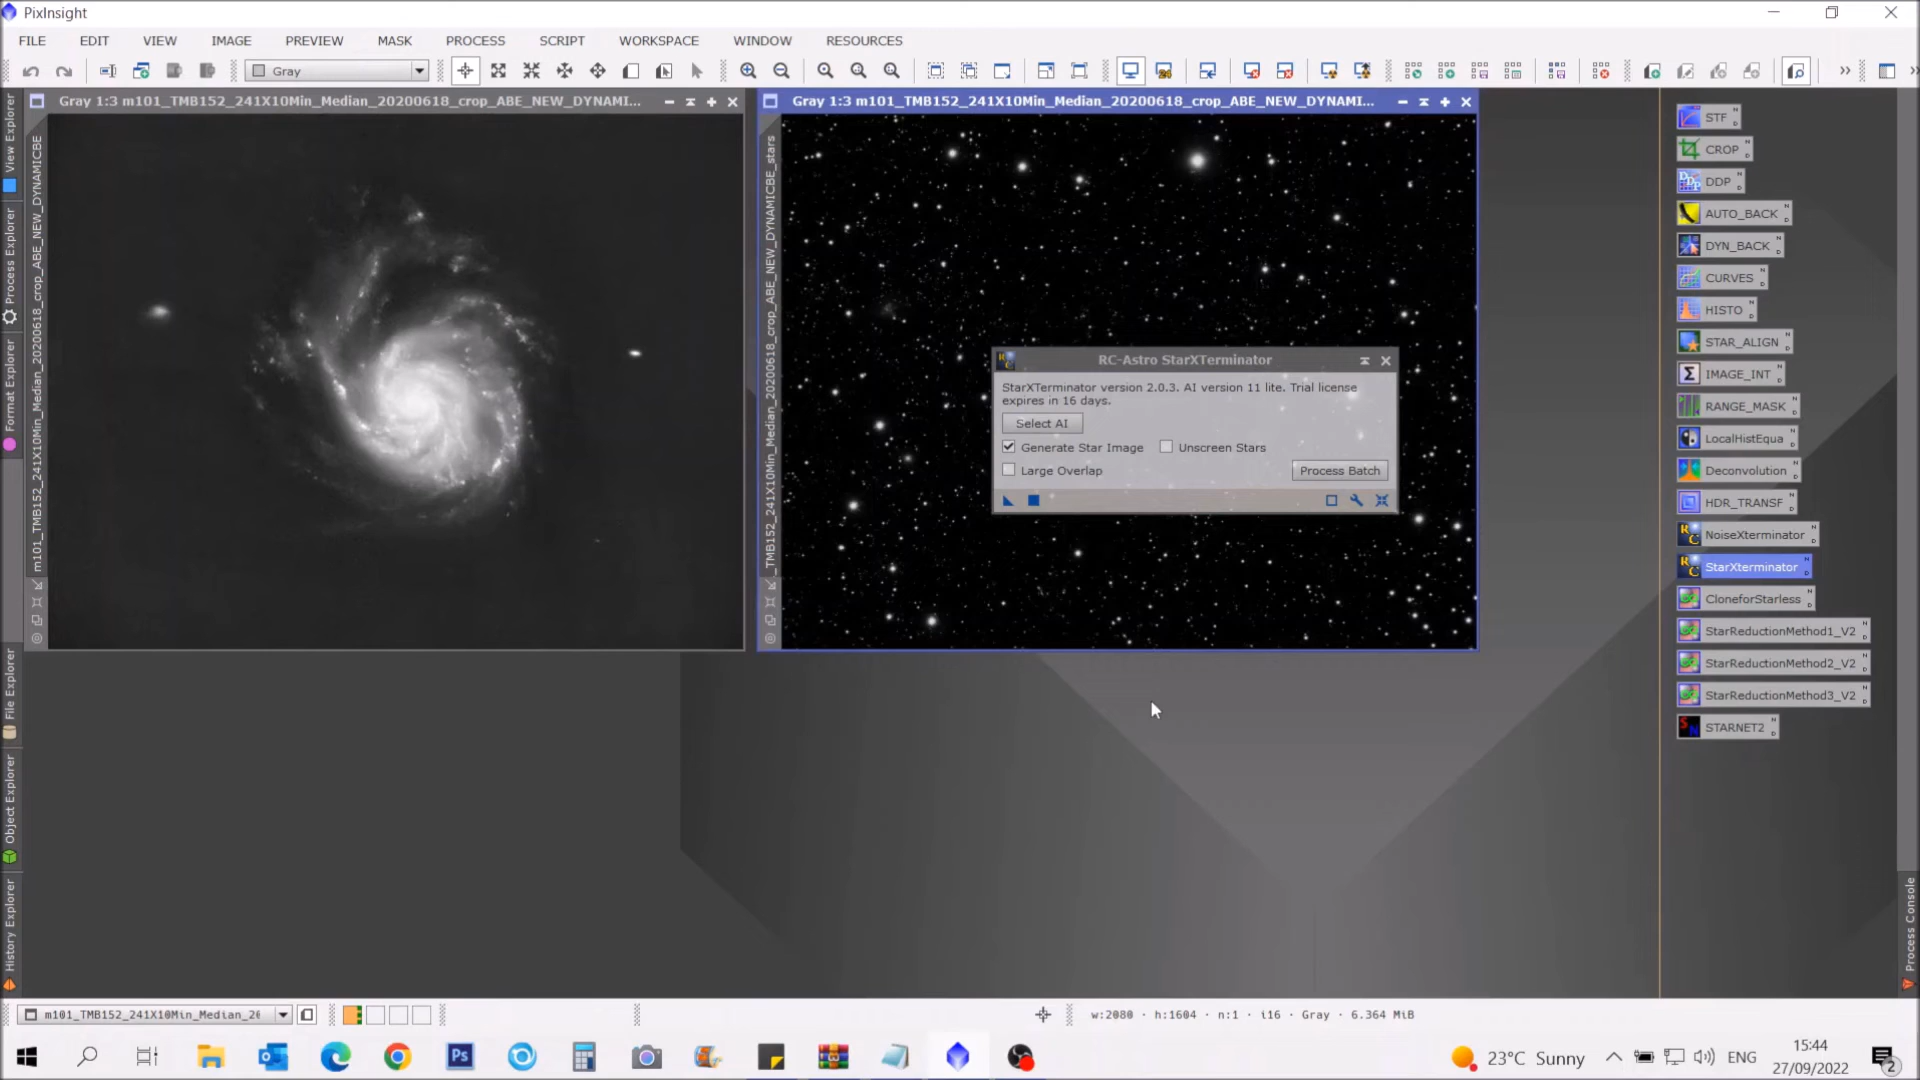 PixInsight
FILE EDIT VIEW IMAGE PREVIEW MASK PROCESS SCRIPT WORKSPACE WINDOW RESOURCES
Gray
Gray 1:3 m101_TMB152_241X10Min_Median_20200618_crop_ABE_NEW_DYNAMI...
Gray 1:3 m101_TMB152_241X10Min_Median_20200618_crop_ABE_NEW_DYNAMI...
View Explorer
Process Explorer
Format Explorer
File Explorer
Object Explorer
History Explorer
m101_TMB152_241X10Min_Median_20200618_crop_ABE_NEW_DYNAMICBE
_TMB152_241X10Min_Median_20200618_crop_ABE_NEW_DYNAMICBE_stars
RC-Astro StarXTerminator
StarXTerminator version 2.0.3. AI version 11 lite. Trial license
expires in 16 days.
Select AI
Generate Star Image Unscreen Stars
Large Overlap Process Batch
STF
CROP
DDP
AUTO_BACK
DYN_BACK
CURVES
HISTO
STAR_ALIGN
IMAGE_INT
RANGE_MASK
LocalHistEqua
Deconvolution
HDR_TRANSF
NoiseXterminator
StarXterminator
CloneforStarless
StarReductionMethod1_V2
StarReductionMethod2_V2
StarReductionMethod3_V2
STARNET2
Process Console
m101_TMB152_241X10Min_Median_20
w:2080 · h:1604 · n:1 · i16 · Gray · 6.364 MiB
23°C Sunny
ENG
15:44
27/09/2022
2